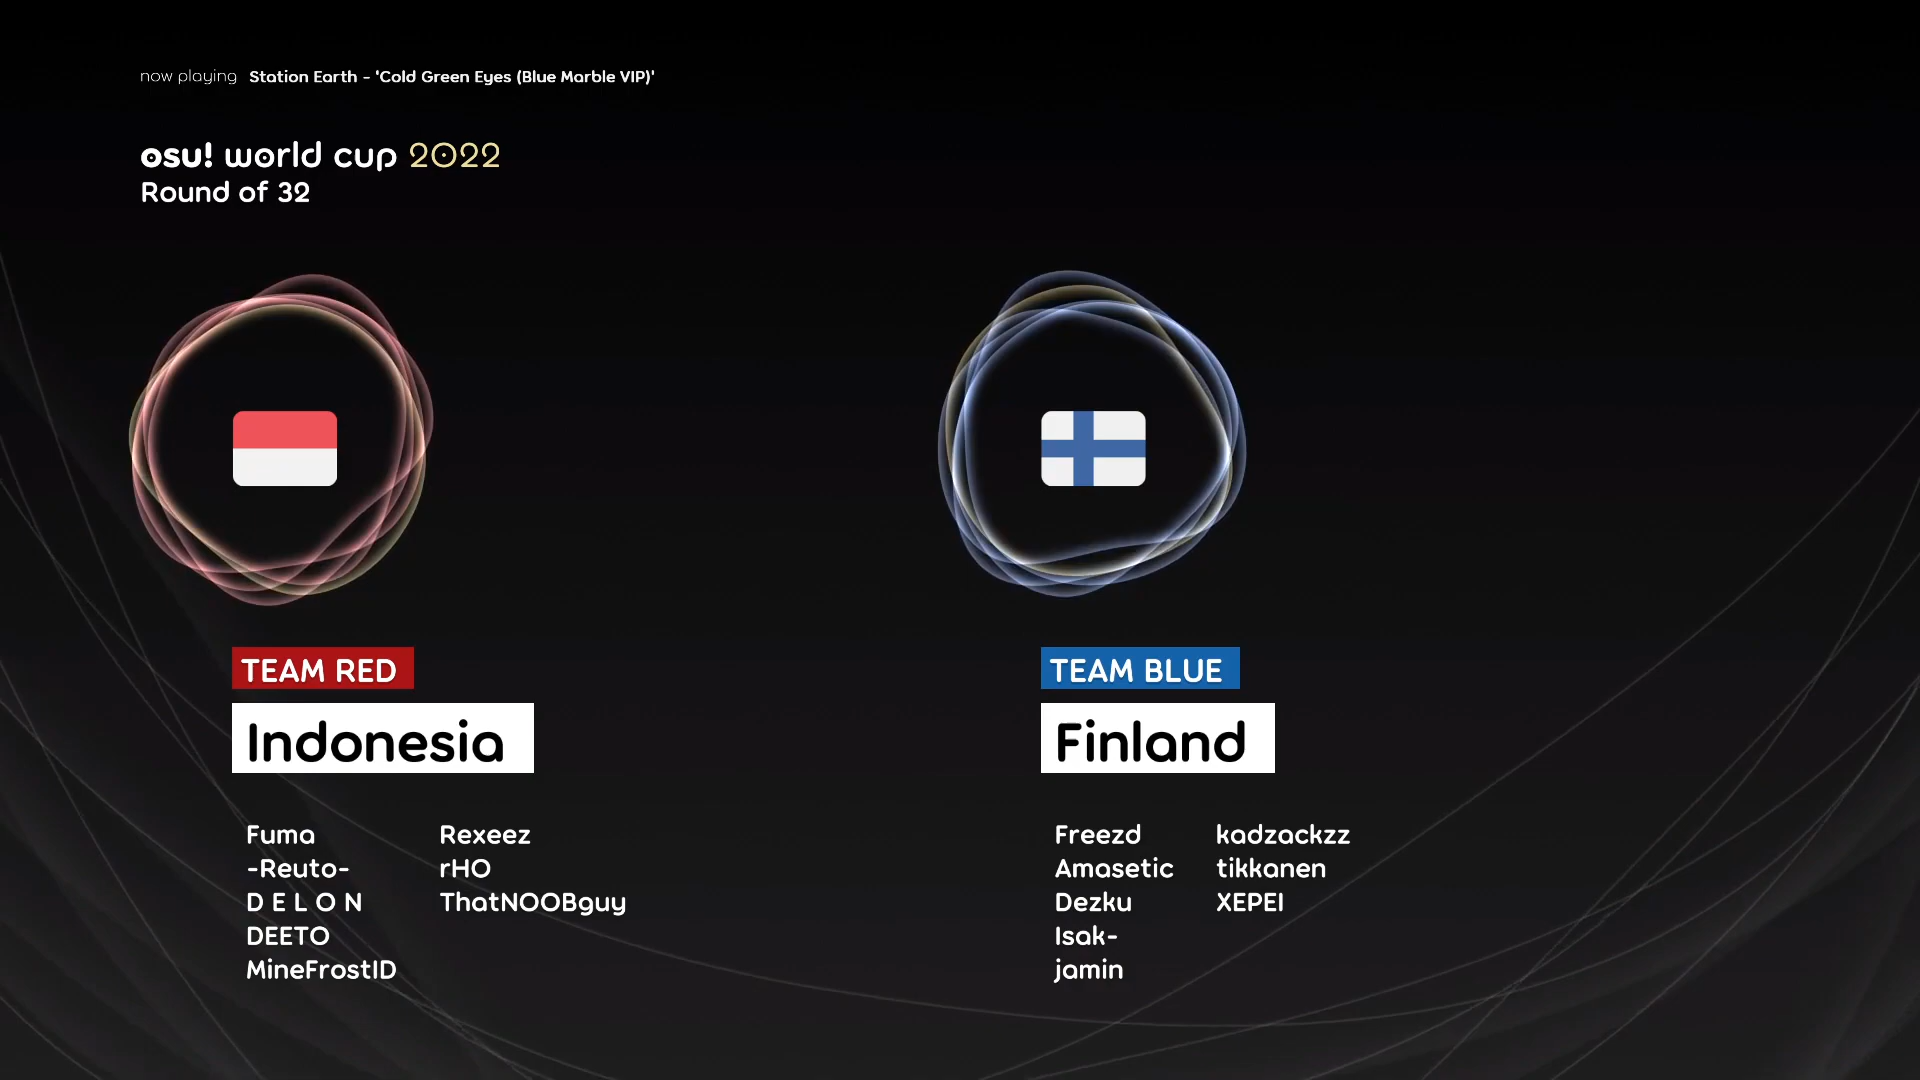 now playing Station Earth - 'Cold Green Eyes (Blue Marble VIP)'
osu! world cup 2022
Round of 32
TEAM RED
Indonesia
Fuma
-Reuto-
D E L O N
DEETO
MineFrostID
Rexeez
rHO
ThatNOOBguy
TEAM BLUE
Finland
Freezd
Amasetic
Dezku
Isak-
jamin
kadzackzz
tikkanen
XEPEI